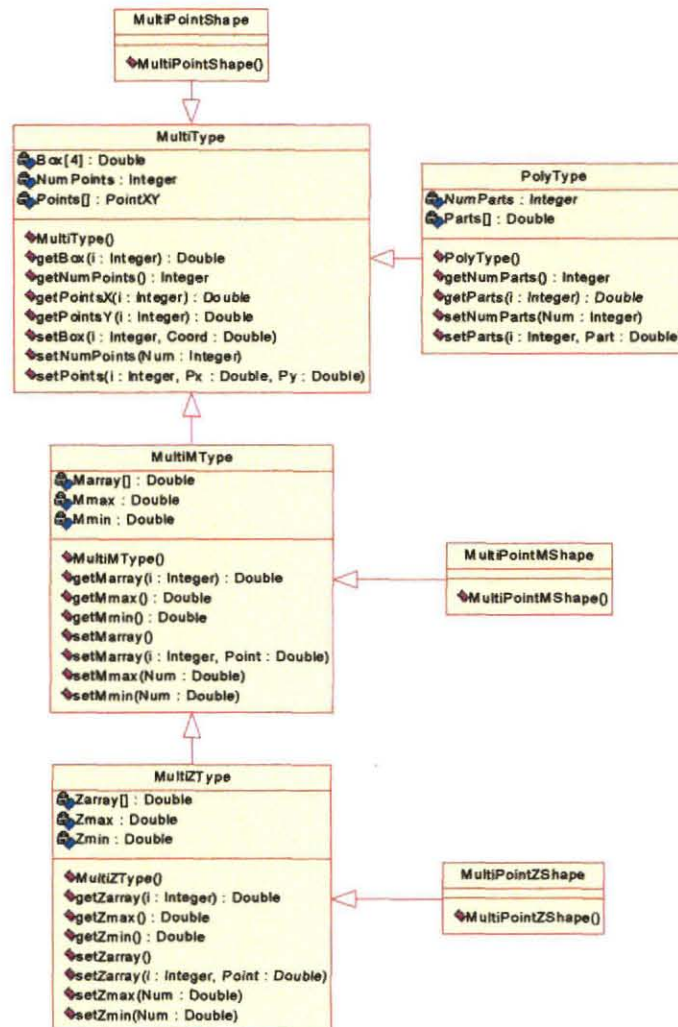 MultiPointShape
MultiPointShape()
MultiType
Box[4] : Double
NumPoints : Integer
Points[] : PointXY
MultiType()
getBox(i : Integer) : Double
getNumPoints() : Integer
getPointsX(i : Integer) : Double
getPointsY(i : Integer) : Double
setBox(i : Integer, Coord : Double)
setNumPoints(Num : Integer)
setPoints(i : Integer, Px : Double, Py : Double)
PolyType
NumParts : Integer
Parts[] : Double
PolyType()
getNumParts() : Integer
getParts(i : Integer) : Double
setNumParts(Num : Integer)
setParts(i : Integer, Part : Double)
MultiMType
Marray[] : Double
Mmax : Double
Mmin : Double
MultiMType()
getMarray(i : Integer) : Double
getMmax() : Double
getMmin() : Double
setMarray()
setMarray(i : Integer, Point : Double)
setMmax(Num : Double)
setMmin(Num : Double)
MultiPointMShape
MultiPointMShape()
MultiZType
Zarray[] : Double
Zmax : Double
Zmin : Double
MultiZType()
getZarray(i : Integer) : Double
getZmax() : Double
getZmin() : Double
setZarray()
setZarray(i : Integer, Point : Double)
setZmax(Num : Double)
setZmin(Num : Double)
MultiPointZShape
MultiPointZShape()